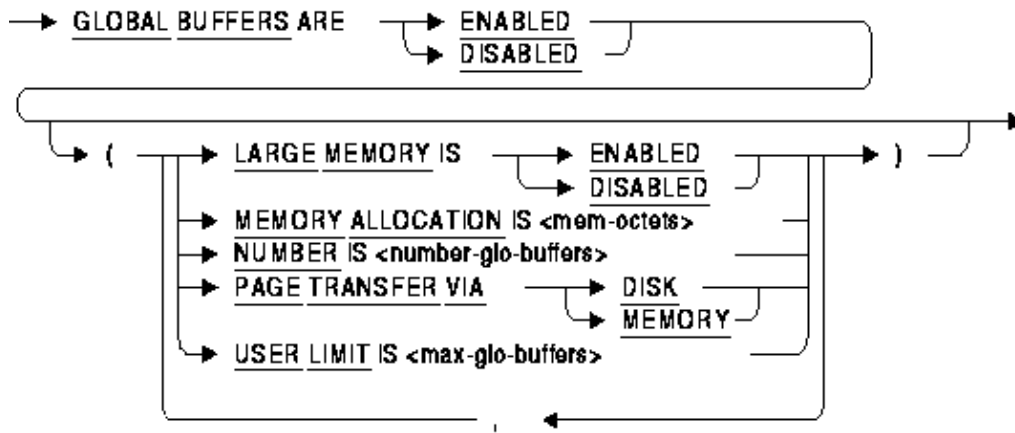 GLOBAL BUFFERS ARE ENABLED
DISABLED
( LARGE MEMORY IS ENABLED )
DISABLED
MEMORY ALLOCATION IS <mem-octets>
NUMBER IS <number-glo-buffers>
PAGE TRANSFER VIA DISK
MEMORY
USER LIMIT IS <max-glo-buffers>
,